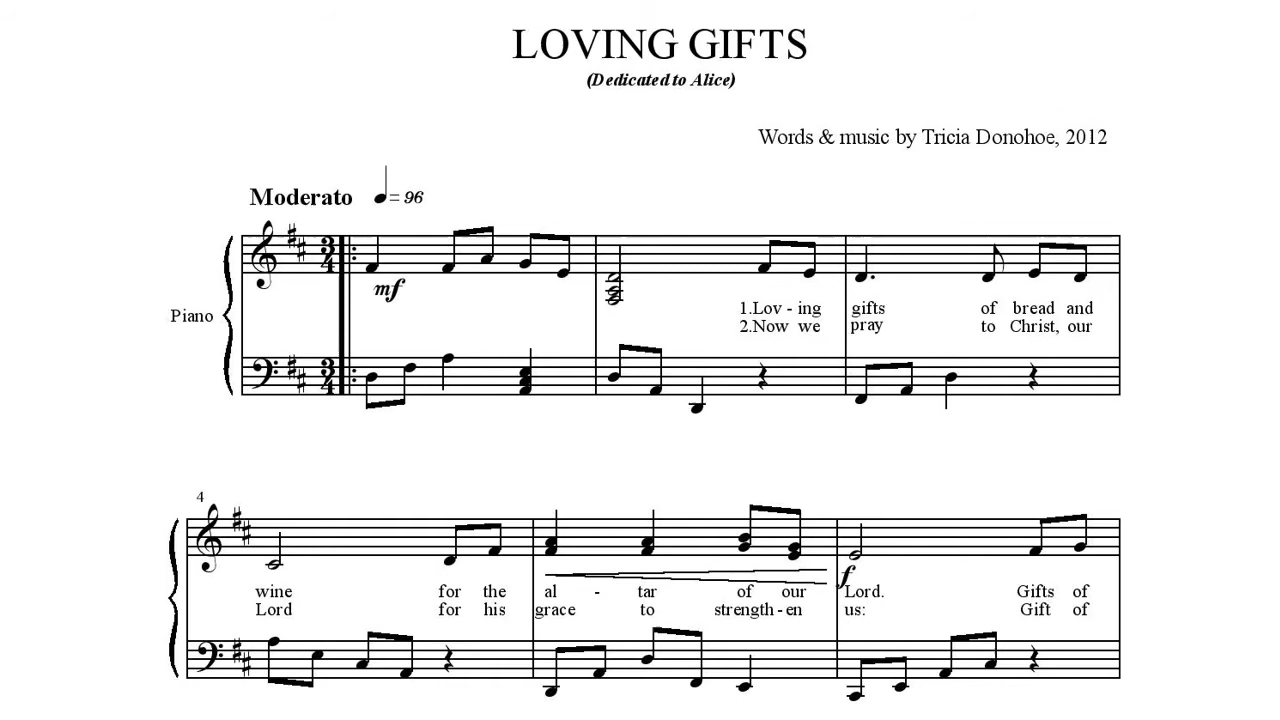 LOVING GIFTS
(Dedicated to Alice)
Words & music by Tricia Donohoe, 2012
Moderato = 96
3/4
mf
Piano
1.Lov - ing gifts of bread and
2.Now we pray to Christ, our
3/4
4
f
wine for the al - tar of our Lord. Gifts of
Lord for his grace to strength - en us: Gift of